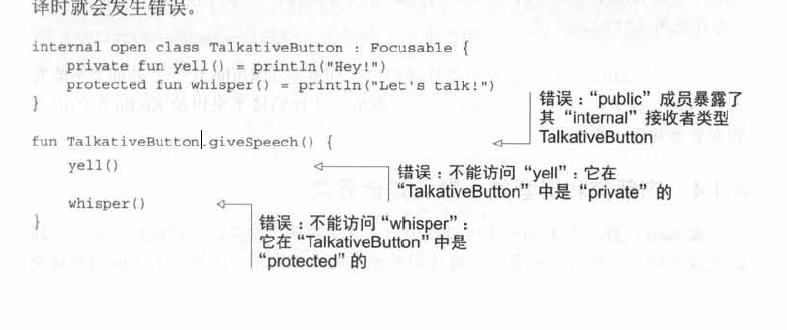 译时就会发生错误。
internal open class TalkativeButton : Focusable {
    private fun yell() = println("Hey!")
    protected fun whisper() = println("Let's talk!")
}
错误：“public”成员暴露了
其“internal”接收者类型
TalkativeButton
fun TalkativeButton.giveSpeech() {
    yell()
错误：不能访问“yell”：它在
“TalkativeButton”中是“private”的
    whisper()
}
错误：不能访问“whisper”：
它在“TalkativeButton”中是
“protected”的